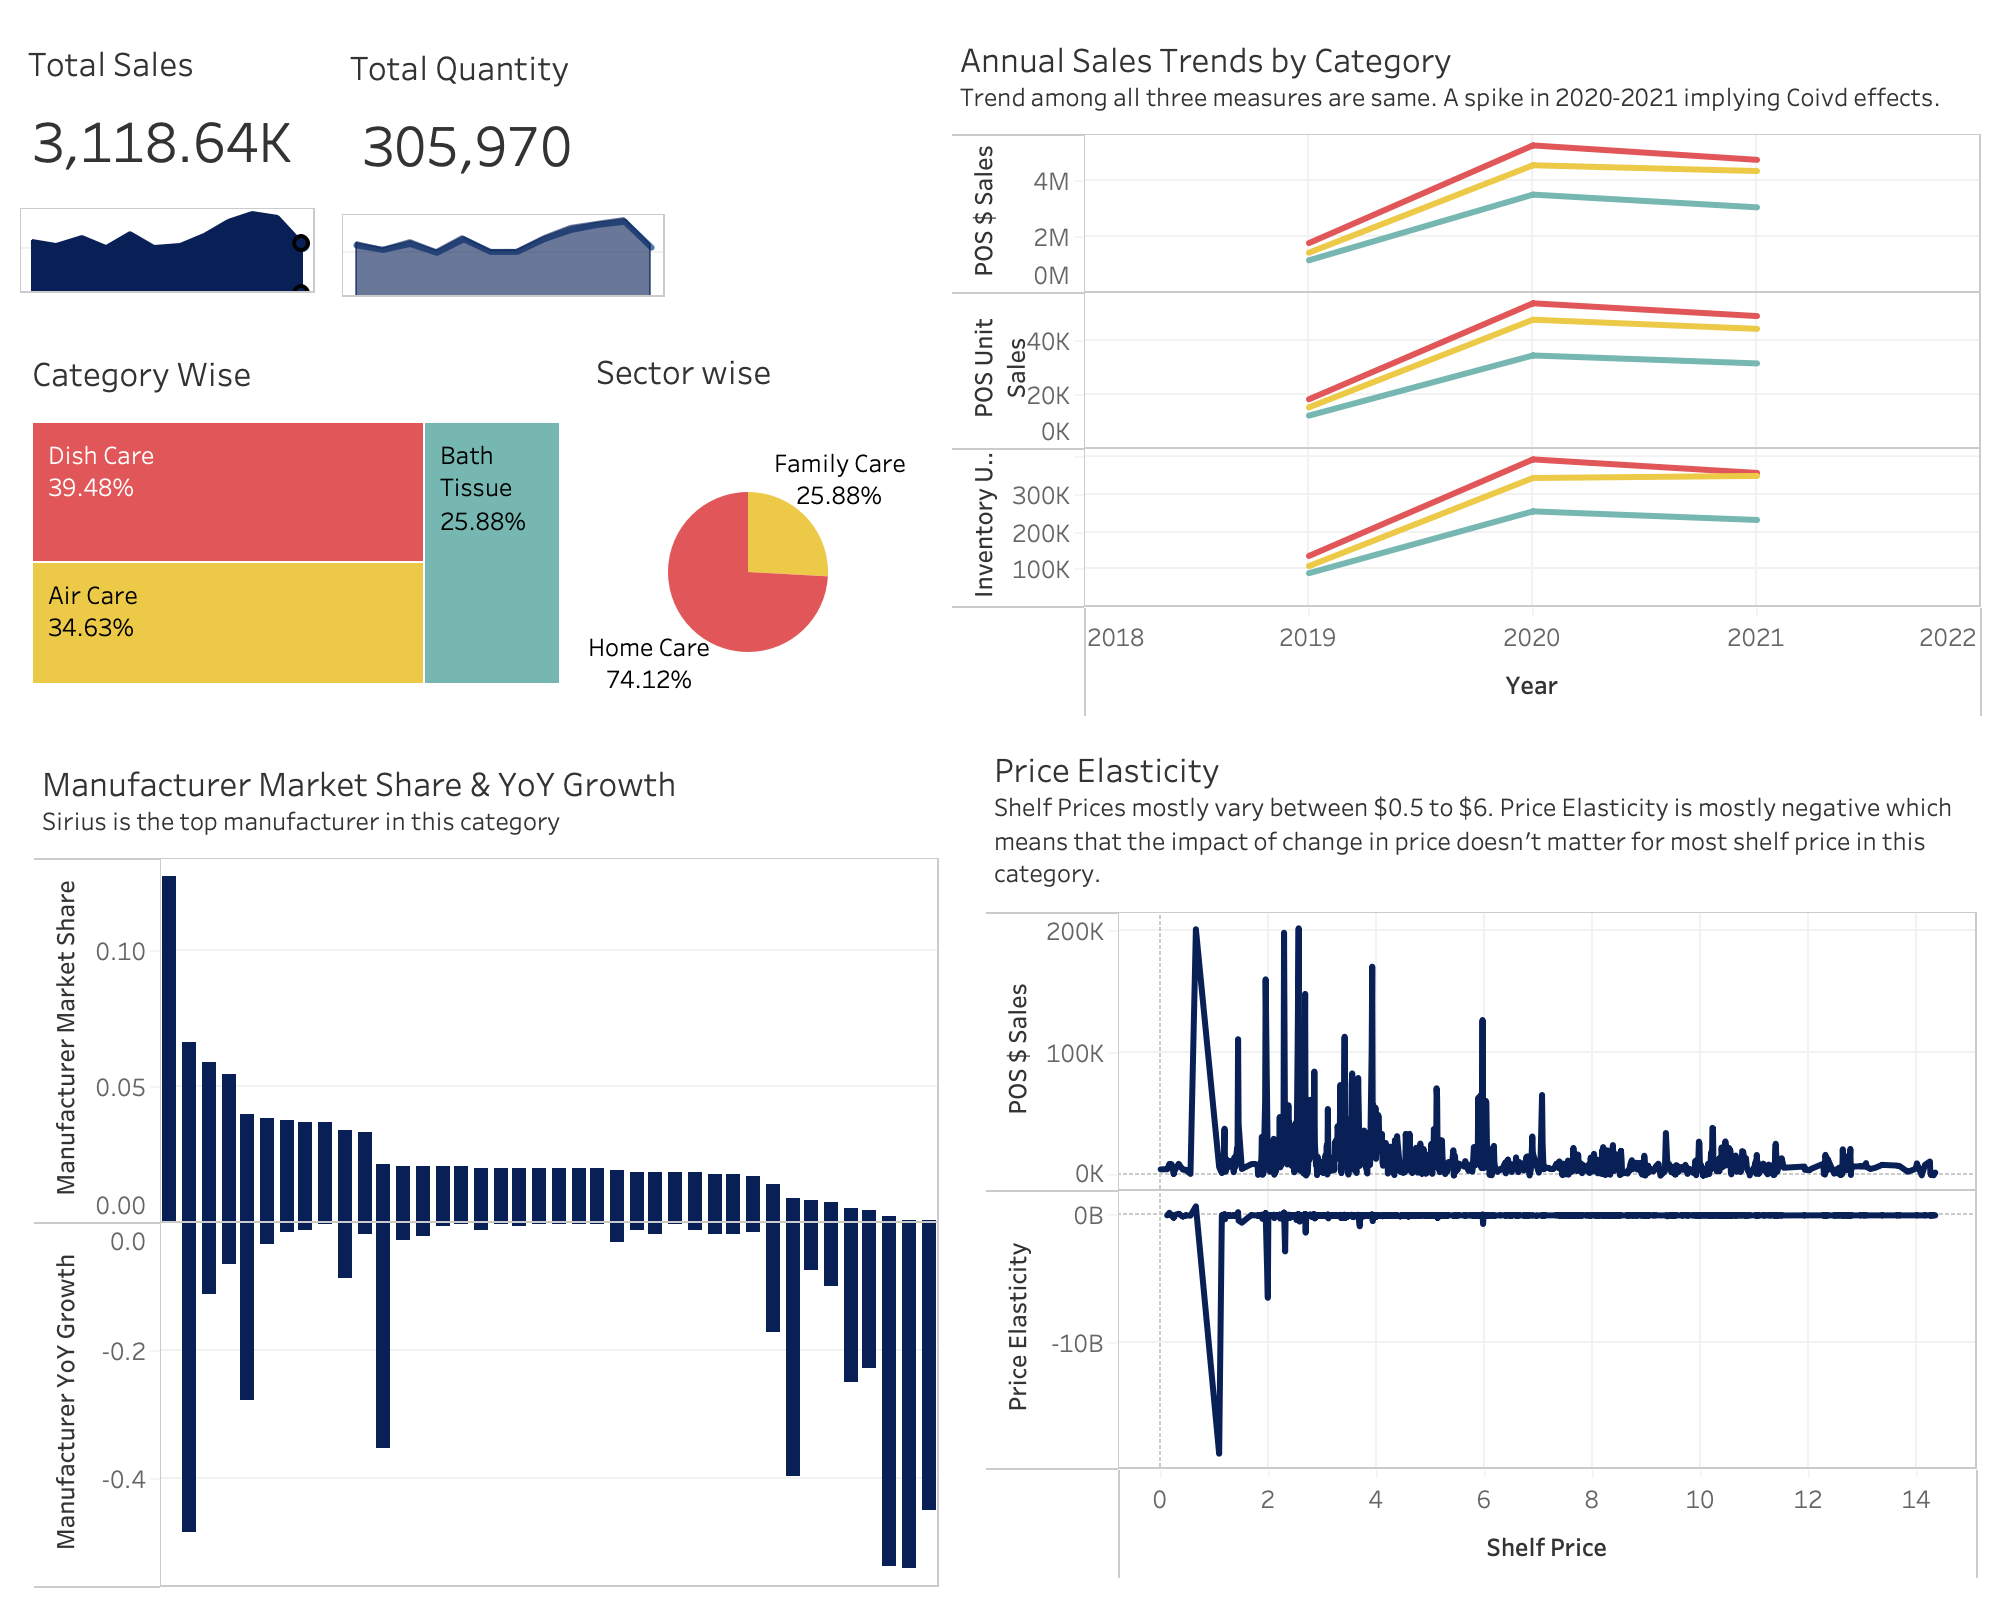 Total Sales
3,118.64K
Total Quantity
305,970
Category Wise
Dish Care
39.48%
Air Care
34.63%
Bath
Tissue
25.88%
Sector wise
Family Care
25.88%
Home Care
74.12%
Annual Sales Trends by Category
Trend among all three measures are same. A spike in 2020-2021 implying Coivd effects.
POS $ Sales
4M
2M
0M
POS Unit
Sales
40K
20K
0K
Inventory U..
300K
200K
100K
2018 2019 2020 2021 2022
Year
Manufacturer Market Share & YoY Growth
Sirius is the top manufacturer in this category
Manufacturer Market Share
0.10
0.05
0.00
Manufacturer YoY Growth
0.0
-0.2
-0.4
Price Elasticity
Shelf Prices mostly vary between $0.5 to $6. Price Elasticity is mostly negative which
means that the impact of change in price doesn't matter for most shelf price in this
category.
POS $ Sales
200K
100K
0K
Price Elasticity
0B
-10B
0 2 4 6 8 10 12 14
Shelf Price